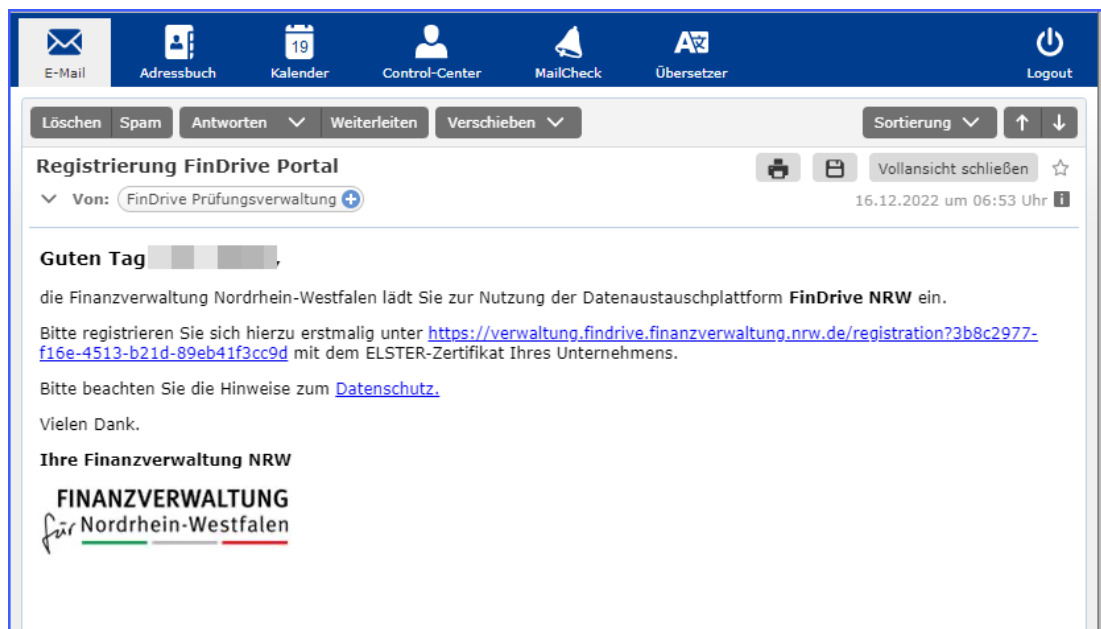 E-Mail Adressbuch 19 Kalender Control-Center MailCheck Übersetzer Logout
Löschen Spam Antworten Weiterleiten Verschieben Sortierung
Registrierung FinDrive Portal Vollansicht schließen
Von: FinDrive Prüfungsverwaltung 16.12.2022 um 06:53 Uhr
Guten Tag ,
die Finanzverwaltung Nordrhein-Westfalen lädt Sie zur Nutzung der Datenaustauschplattform FinDrive NRW ein.
Bitte registrieren Sie sich hierzu erstmalig unter https://verwaltung.findrive.finanzverwaltung.nrw.de/registration?3b8c2977-
f16e-4513-b21d-89eb41f3cc9d mit dem ELSTER-Zertifikat Ihres Unternehmens.
Bitte beachten Sie die Hinweise zum Datenschutz.
Vielen Dank.
Ihre Finanzverwaltung NRW
FINANZVERWALTUNG
für Nordrhein-Westfalen